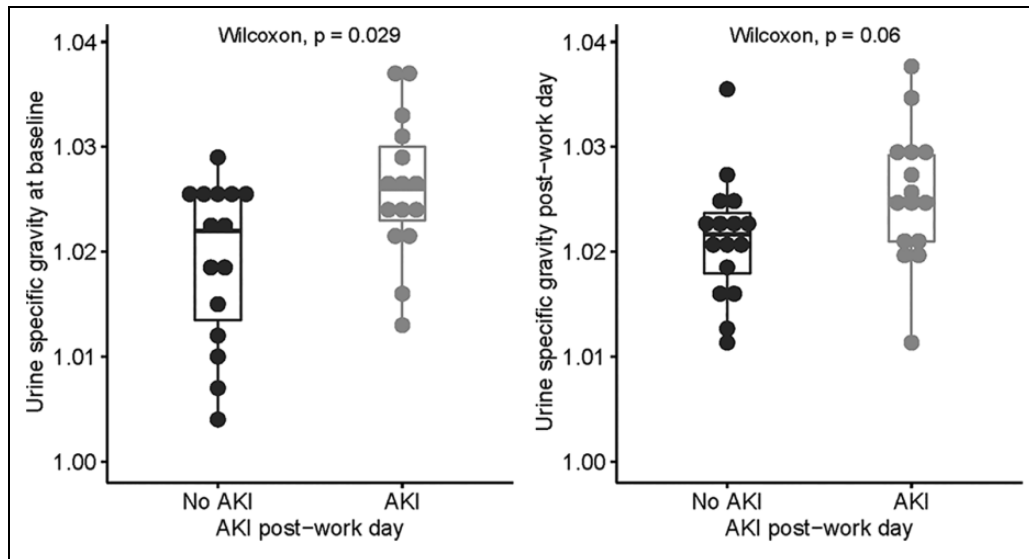 Wilcoxon, p = 0.029
Urine specific gravity at baseline
1.04
1.03
1.02
1.01
1.00
No AKI
AKI
AKI post−work day
Wilcoxon, p = 0.06
Urine specific gravity post−work day
1.04
1.03
1.02
1.01
1.00
No AKI
AKI
AKI post−work day